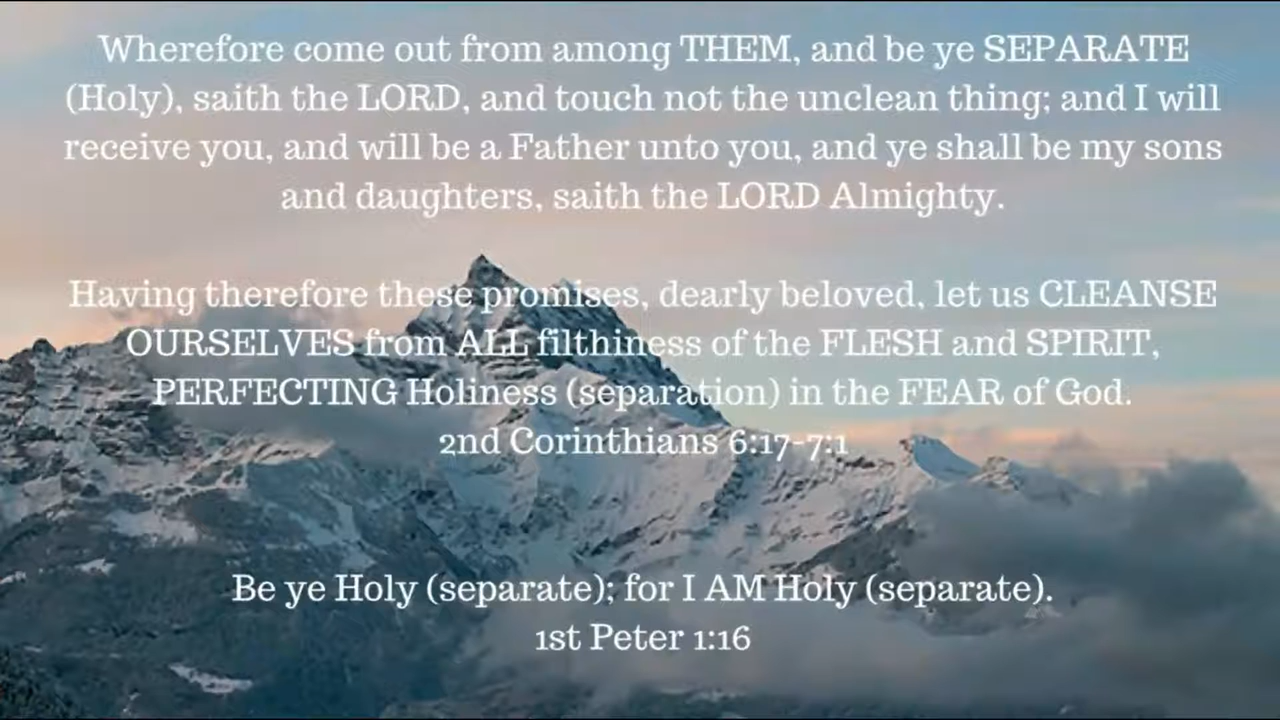 Wherefore come out from among THEM, and be ye SEPARATE
(Holy), saith the LORD, and touch not the unclean thing; and I will
receive you, and will be a Father unto you, and ye shall be my sons
and daughters, saith the LORD Almighty.
Having therefore these promises, dearly beloved, let us CLEANSE
OURSELVES from ALL filthiness of the FLESH and SPIRIT,
PERFECTING Holiness (separation) in the FEAR of God.
2nd Corinthians 6:17-7:1
Be ye Holy (separate); for I AM Holy (separate).
1st Peter 1:16